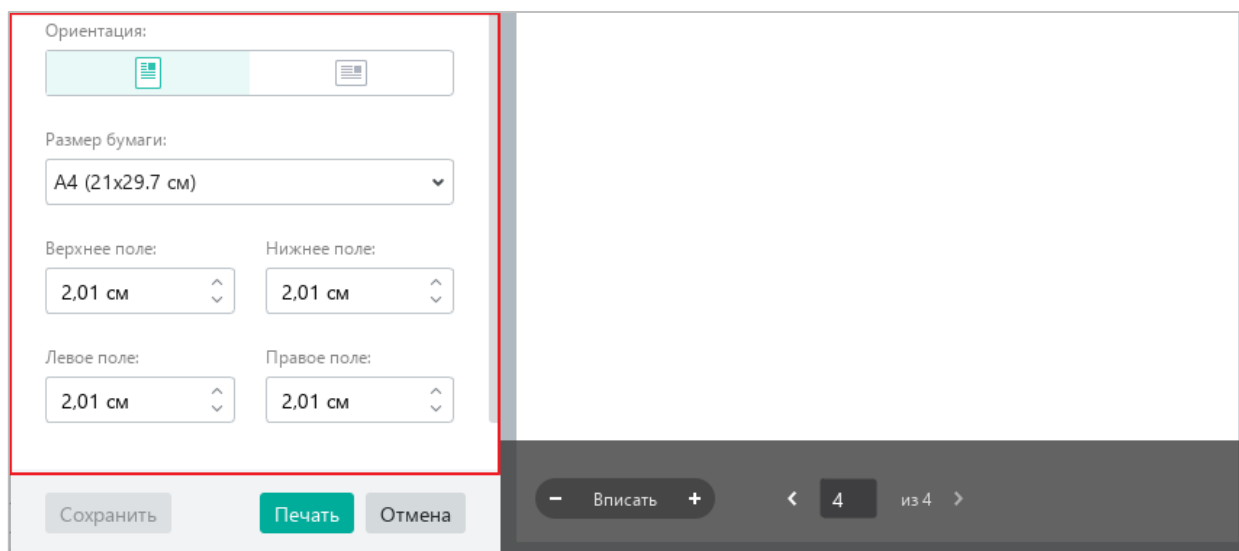 Ориентация:
Размер бумаги:
A4 (21x29.7 см)
Верхнее поле: Нижнее поле:
2,01 см 2,01 см
Левое поле: Правое поле:
2,01 см 2,01 см
Сохранить Печать Отмена − Вписать + 4 из 4